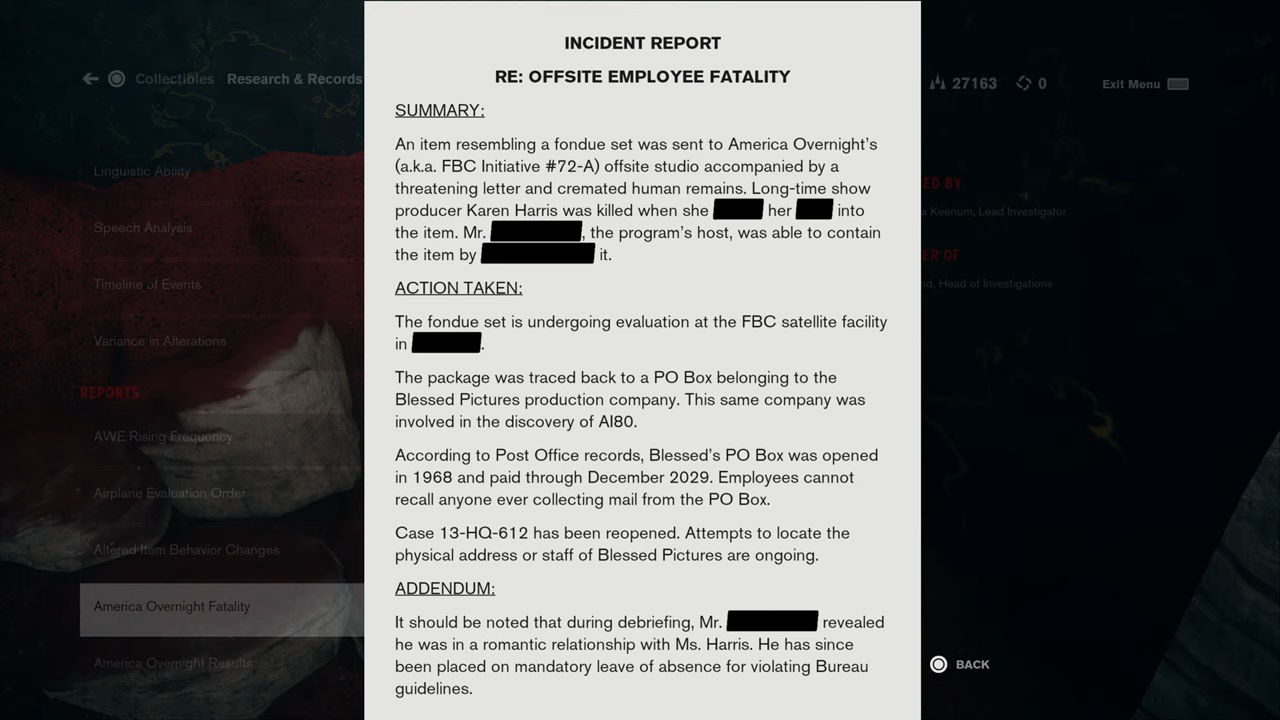 INCIDENT REPORT
RE: OFFSITE EMPLOYEE FATALITY
Collectibles Research & Records
27163 0 Exit Menu
SUMMARY:
An item resembling a fondue set was sent to America Overnight's
(a.k.a. FBC Initiative #72-A) offsite studio accompanied by a
threatening letter and cremated human remains. Long-time show
producer Karen Harris was killed when she her into
the item. Mr. , the program's host, was able to contain
the item by it.
ACTION TAKEN:
The fondue set is undergoing evaluation at the FBC satellite facility
in .
The package was traced back to a PO Box belonging to the
Blessed Pictures production company. This same company was
involved in the discovery of AI80.
According to Post Office records, Blessed's PO Box was opened
in 1968 and paid through December 2029. Employees cannot
recall anyone ever collecting mail from the PO Box.
Case 13-HQ-612 has been reopened. Attempts to locate the
physical address or staff of Blessed Pictures are ongoing.
ADDENDUM:
It should be noted that during debriefing, Mr. revealed
he was in a romantic relationship with Ms. Harris. He has since
been placed on mandatory leave of absence for violating Bureau
guidelines.
Linguistic Ability
Speech Analysis
Timeline of Events
Variance in Alterations
REPORTS
AWE Rising Frequency
Airplane Evaluation Order
Altered Item Behavior Changes
America Overnight Fatality
America Overnight Results
ED BY
Keenum, Lead Investigator
ER OF
Head of Investigations
BACK